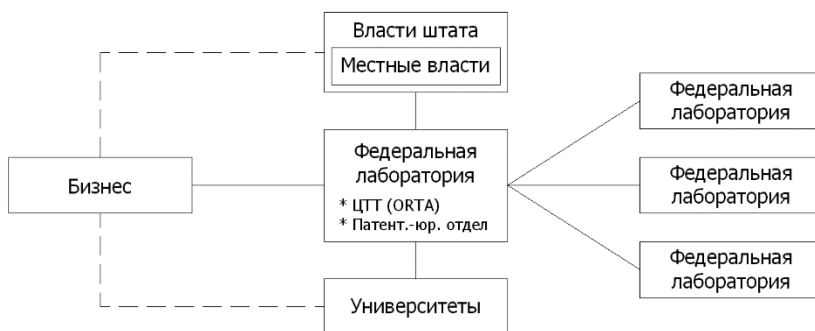 Власти штата
Местные власти
Федеральная
лаборатория
Федеральная
лаборатория
* ЦТТ (ORTA)
* Патент.-юр. отдел
Бизнес
Федеральная
лаборатория
Федеральная
лаборатория
Университеты